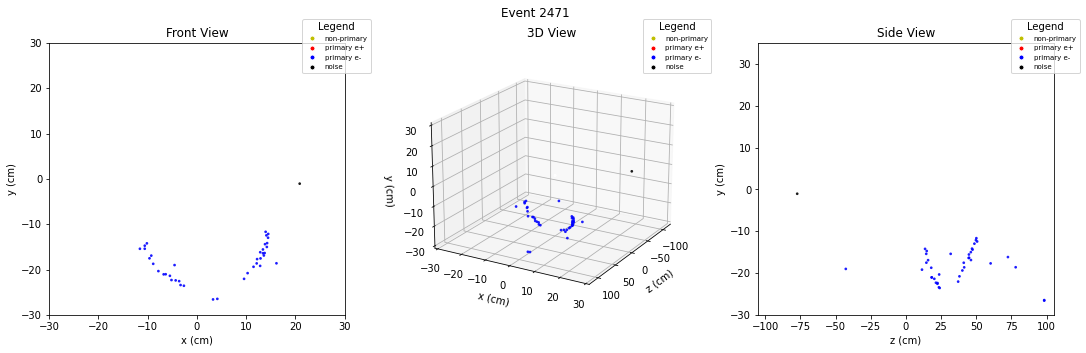 Event 2471
Front View
Legend
non-primary
primary e+
primary e-
noise
30
20
10
0
−10
−20
−30
y (cm)
−30 −20 −10 0 10 20 30
x (cm)
3D View
Legend
non-primary
primary e+
primary e-
noise
30
20
10
0
−10
−20
−30
y (cm)
−30 −20 −10 0 10 20 30
x (cm)
−100
−50
0
50
100
z (cm)
Side View
Legend
non-primary
primary e+
primary e-
noise
30
20
10
0
−10
−20
−30
y (cm)
−100 −75 −50 −25 0 25 50 75 100
z (cm)